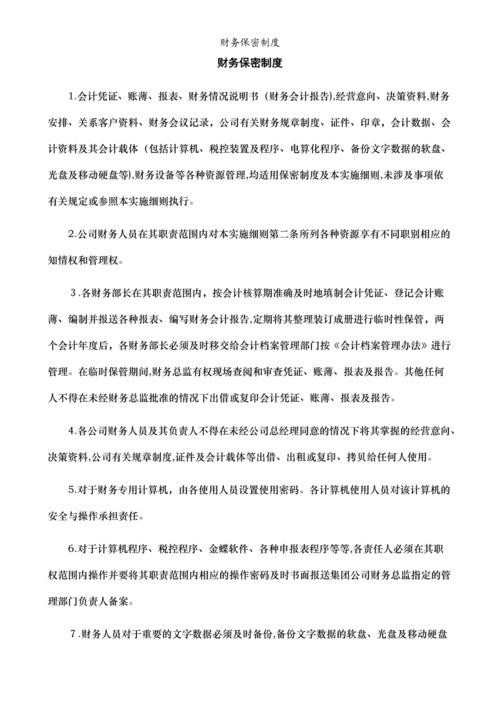 财务保密制度
财务保密制度
1.会计凭证、账薄、报表、财务情况说明书（财务会计报告),经营意向、决策资料,财务
安排、关系客户资料、财务会议记录，公司有关财务规章制度、证件、印章，会计数据、会
计资料及其会计载体（包括计算机、税控装置及程序、电算化程序、备份文字数据的软盘、
光盘及移动硬盘等),财务设备等各种资源管理,均适用保密制度及本实施细则,未涉及事项依
有关规定或参照本实施细则执行。
2.公司财务人员在其职责范围内对本实施细则第二条所列各种资源享有不同职别相应的
知情权和管理权。
３.各财务部长在其职责范围内，按会计核算期准确及时地填制会计凭证、登记会计账
薄、编制并报送各种报表、编写财务会计报告,定期将其整理装订成册进行临时性保管，两
个会计年度后，各财务部长必须及时移交给会计档案管理部门按《会计档案管理办法》进行
管理。在临时保管期间,财务总监有权现场查阅和审查凭证、账薄、报表及报告。其他任何
人不得在未经财务总监批准的情况下出借或复印会计凭证、账薄、报表及报告。
4.各公司财务人员及其负责人不得在未经公司总经理同意的情况下将其掌握的经营意向、
决策资料,公司有关规章制度,证件及会计载体等出借、出租或复印、拷贝给任何人使用。
5.对于财务专用计算机，由各使用人员设置使用密码。各计算机使用人员对该计算机的
安全与操作承担责任。
6.对于计算机程序、税控程序、金蝶软件、各种申报表程序等等,各责任人必须在其职
权范围内操作并要将其职责范围内相应的操作密码及时书面报送集团公司财务总监指定的管
理部门负责人备案。
７.财务人员对于重要的文字数据必须及时备份,备份文字数据的软盘、光盘及移动硬盘